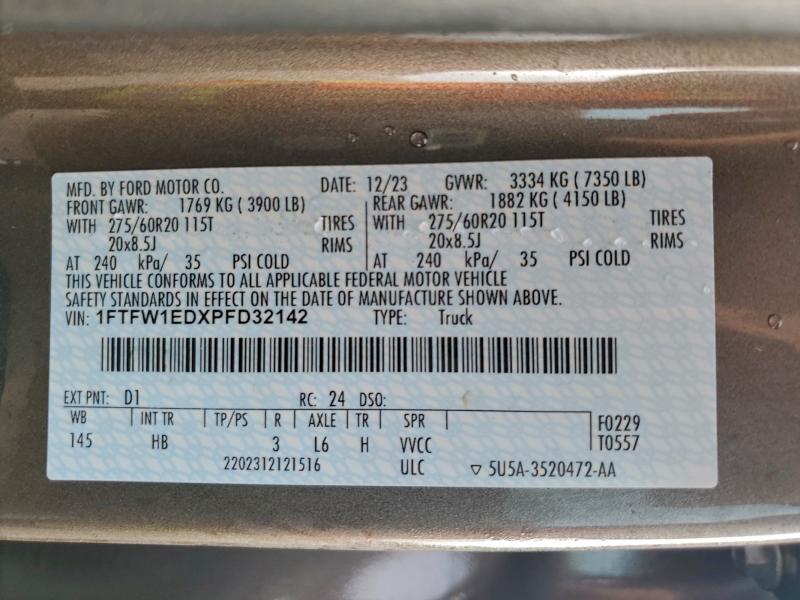 MFD. BY FORD MOTOR CO. DATE: 12/23 GVWR: 3334 KG ( 7350 LB)
FRONT GAWR: 1769 KG ( 3900 LB) REAR GAWR: 1882 KG ( 4150 LB)
WITH 275/60R20 115T TIRES WITH 275/60R20 115T TIRES
20x8.5J RIMS 20x8.5J RIMS
AT 240 kPa/ 35 PSI COLD AT 240 kPa/ 35 PSI COLD
THIS VEHICLE CONFORMS TO ALL APPLICABLE FEDERAL MOTOR VEHICLE
SAFETY STANDARDS IN EFFECT ON THE DATE OF MANUFACTURE SHOWN ABOVE.
VIN: 1FTFW1EDXPFD32142 TYPE: Truck
EXT PNT: D1 RC: 24 DSO:
WB INT TR TP/PS R AXLE TR SPR F0229
145 HB 3 L6 H VVCC T0557
2202312121516 ULC ▽ 5U5A-3520472-AA